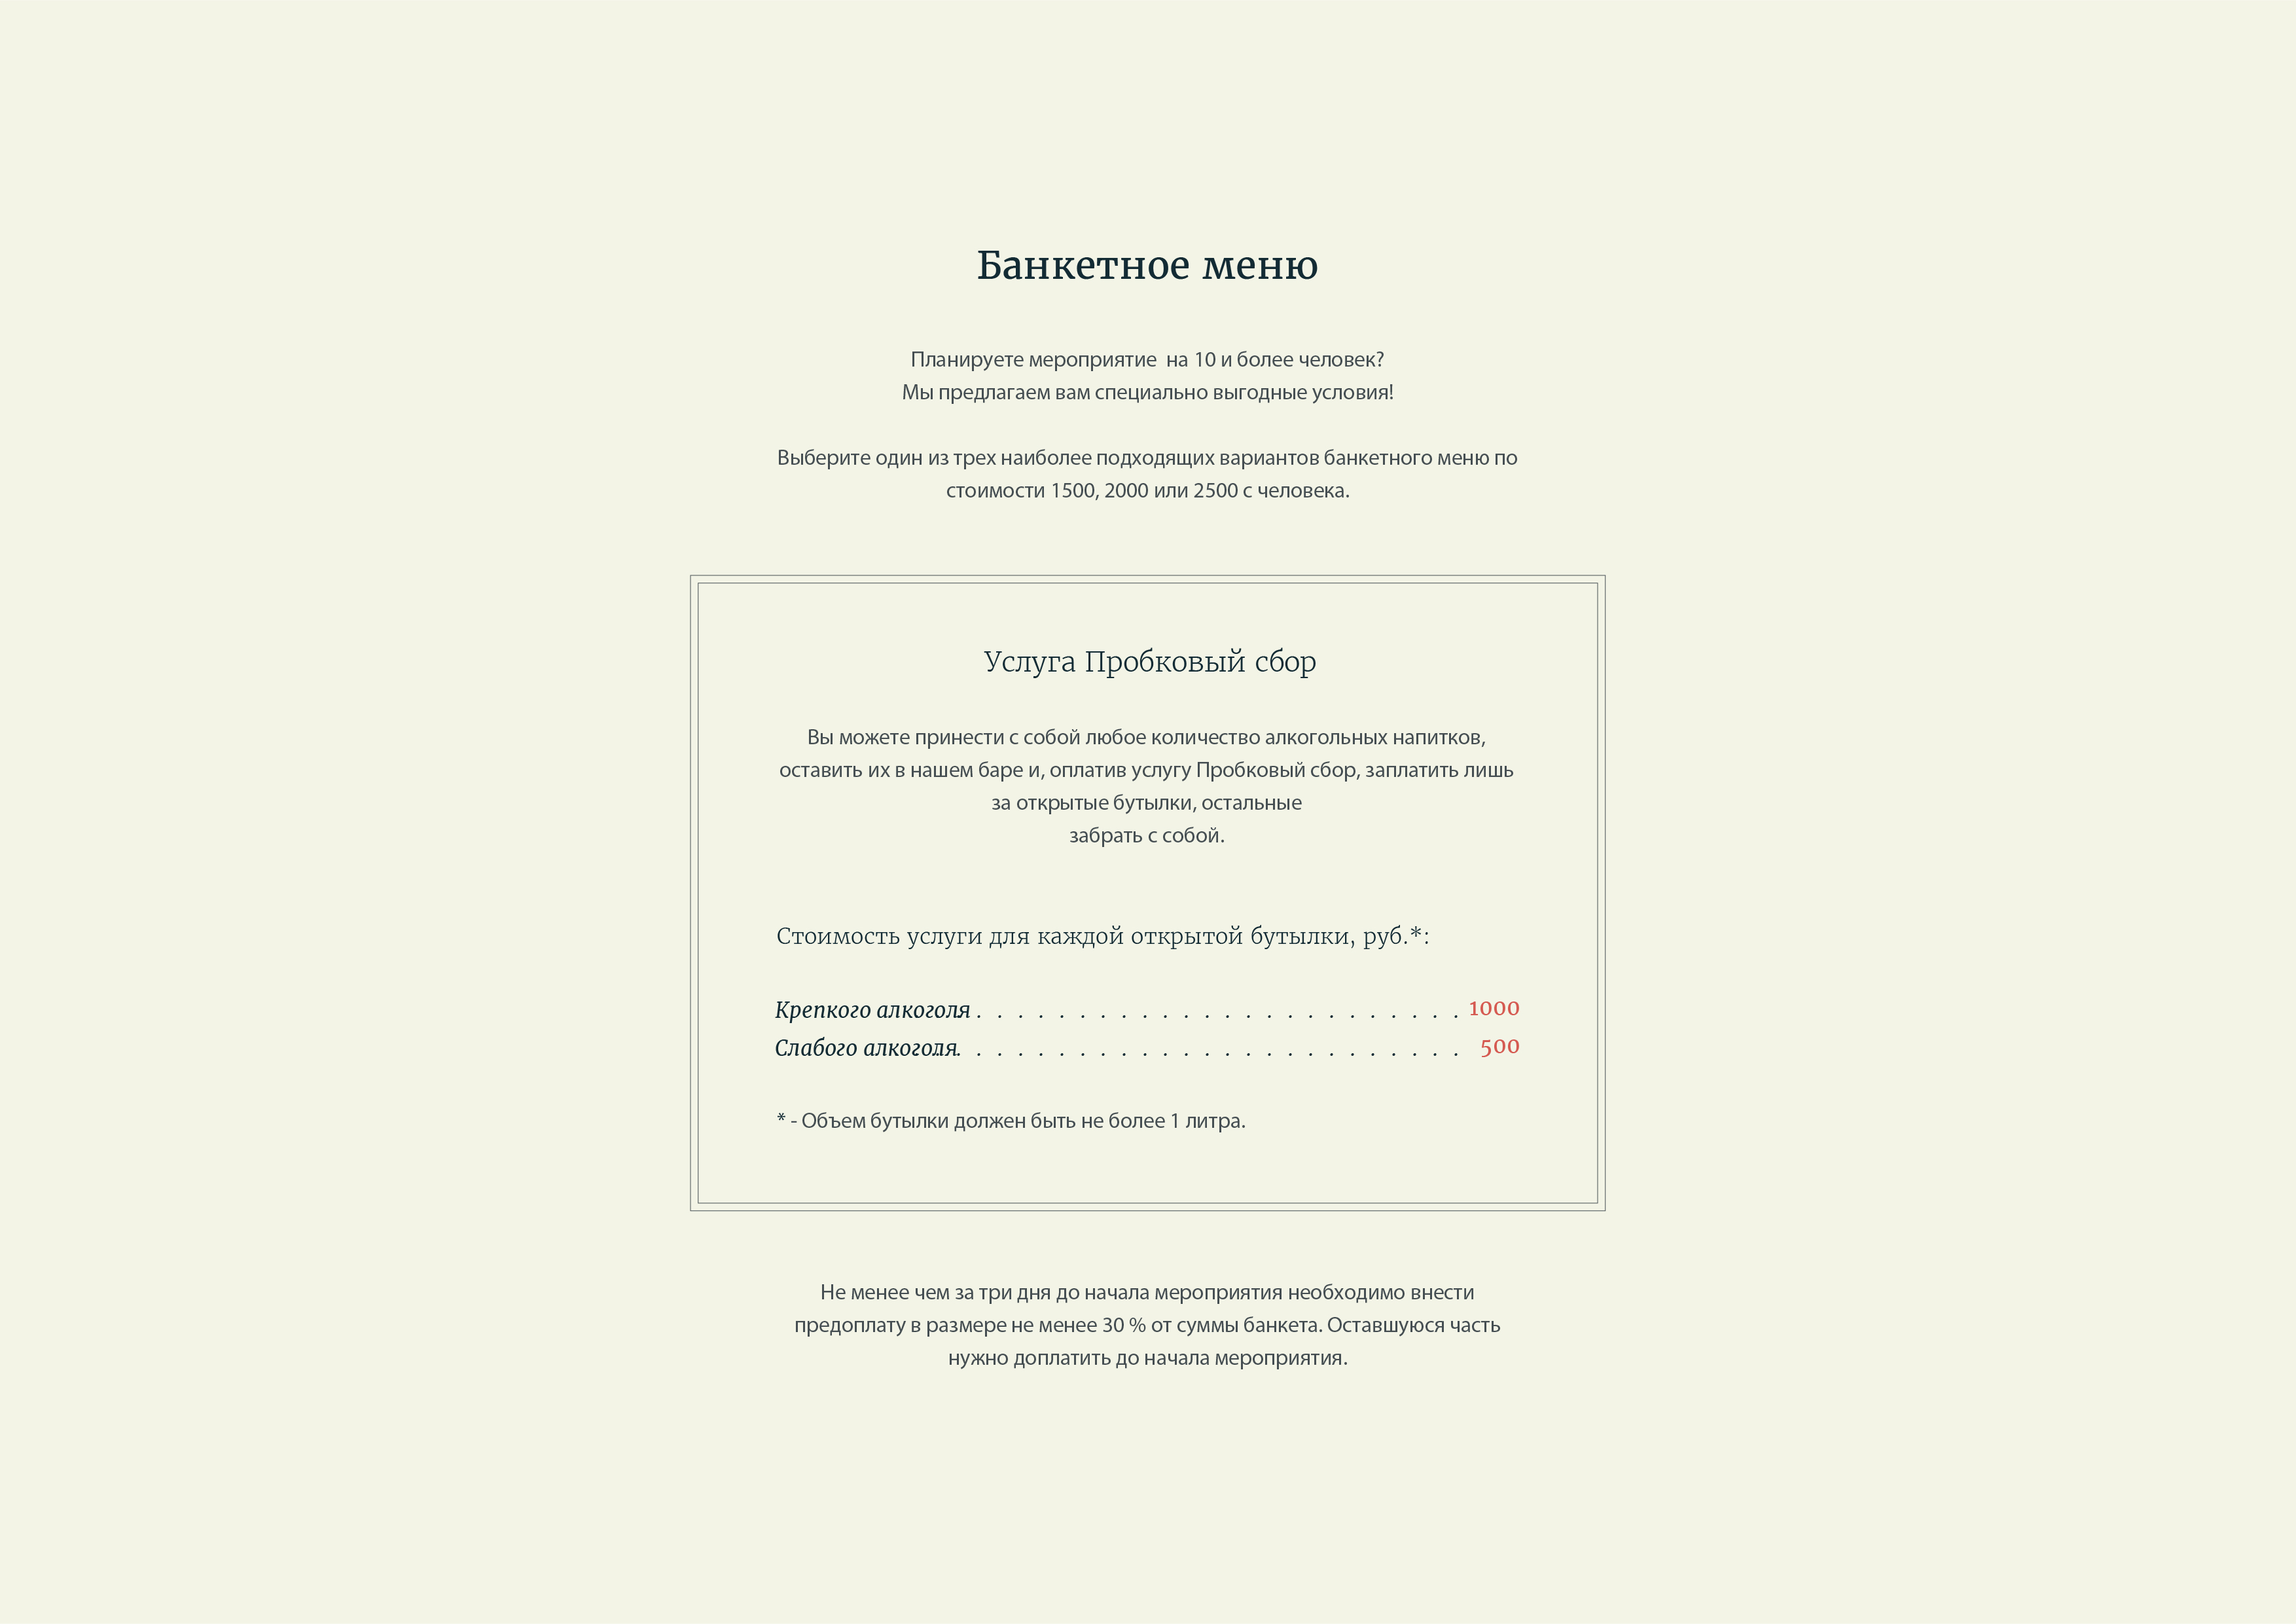 Банкетное меню
Планируете мероприятие на 10 и более человек?
Мы предлагаем вам специально выгодные условия!
Выберите один из трех наиболее подходящих вариантов банкетного меню по
стоимости 1500, 2000 или 2500 с человека.
Услуга Пробковый сбор
Вы можете принести с собой любое количество алкогольных напитков,
оставить их в нашем баре и, оплатив услугу Пробковый сбор, заплатить лишь
за открытые бутылки, остальные
забрать с собой.
Стоимость услуги для каждой открытой бутылки, руб.*:
Крепкого алкоголя . . . . . . . . . . . . . . . . . . . . . . . . 1000
Слабого алкоголя. . . . . . . . . . . . . . . . . . . . . . . . . 500
* - Объем бутылки должен быть не более 1 литра.
Не менее чем за три дня до начала мероприятия необходимо внести
предоплату в размере не менее 30 % от суммы банкета. Оставшуюся часть
нужно доплатить до начала мероприятия.